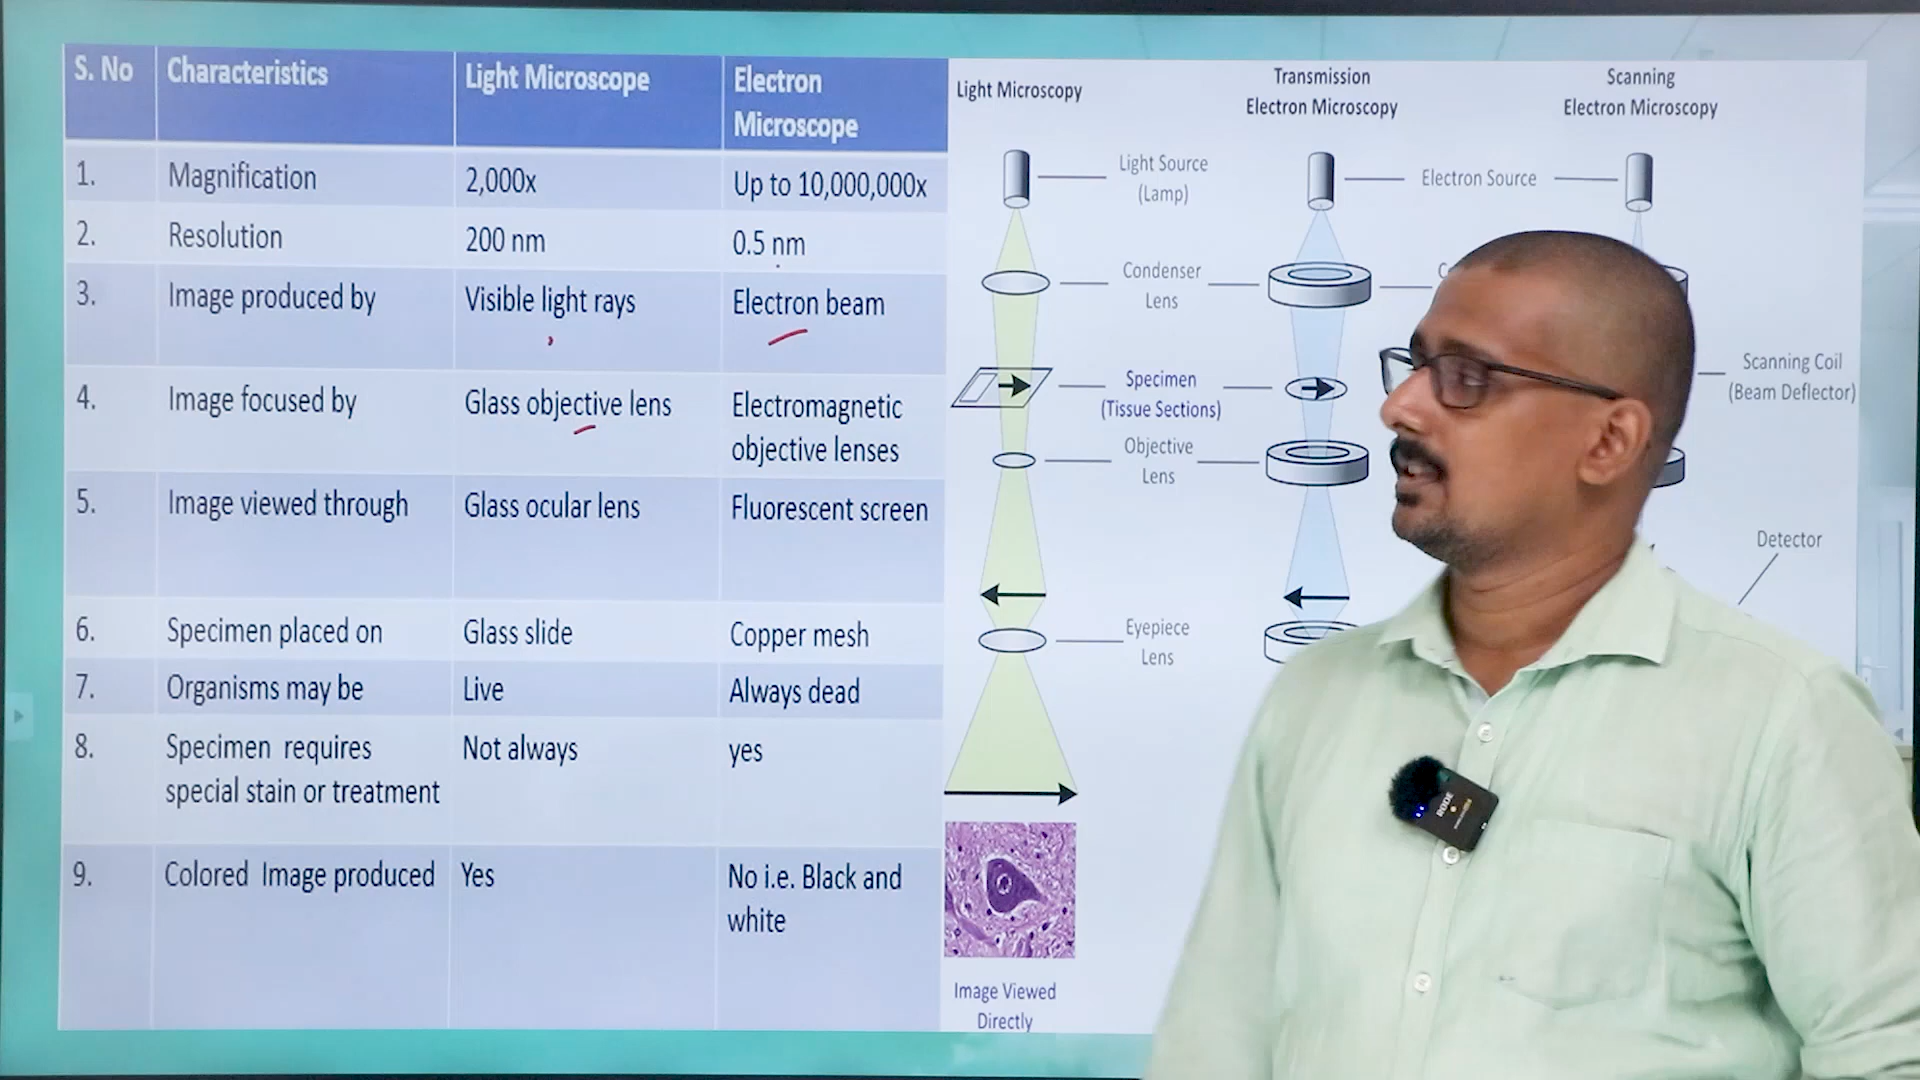 S. No Characteristics Light Microscope Electron
Microscope
1. Magnification 2,000x Up to 10,000,000x
2. Resolution 200 nm 0.5 nm
3. Image produced by Visible light rays Electron beam
4. Image focused by Glass objective lens Electromagnetic
objective lenses
5. Image viewed through Glass ocular lens Fluorescent screen
6. Specimen placed on Glass slide Copper mesh
7. Organisms may be Live Always dead
8. Specimen requires Not always yes
special stain or treatment
9. Colored Image produced Yes No i.e. Black and
white
Light Microscopy
Transmission
Electron Microscopy
Scanning
Electron Microscopy
Light Source
(Lamp)
Electron Source
Condenser
Lens
Specimen
(Tissue Sections)
Scanning Coil
(Beam Deflector)
Objective
Lens
Detector
Eyepiece
Lens
Image Viewed
Directly
RODE